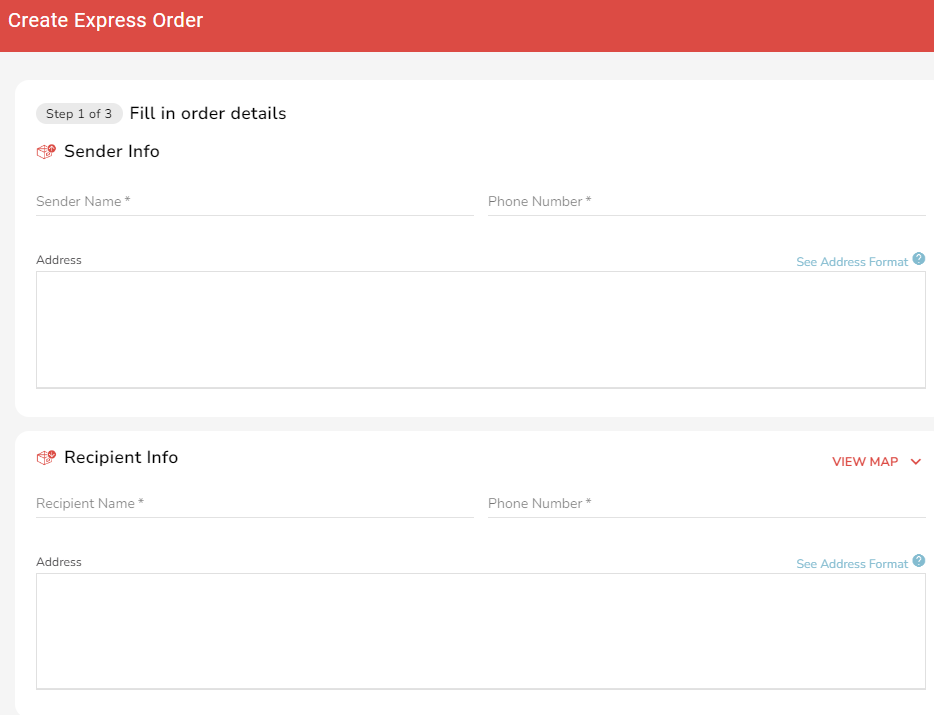 Create Express Order
Step 1 of 3 Fill in order details
Sender Info
Sender Name * Phone Number *
Address See Address Format ?
Recipient Info VIEW MAP
Recipient Name * Phone Number *
Address See Address Format ?